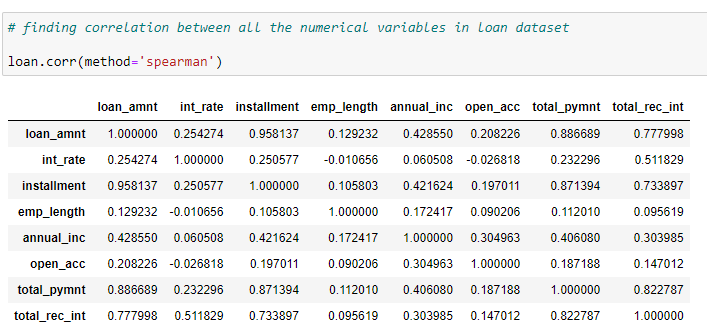 # finding correlation between all the numerical variables in loan dataset
loan.corr(method='spearman')
loan_amnt int_rate installment emp_length annual_inc open_acc total_pymnt total_rec_int
loan_amnt 1.000000 0.254274 0.958137 0.129232 0.428550 0.208226 0.886689 0.777998
int_rate 0.254274 1.000000 0.250577 -0.010656 0.060508 -0.026818 0.232296 0.511829
installment 0.958137 0.250577 1.000000 0.105803 0.421624 0.197011 0.871394 0.733897
emp_length 0.129232 -0.010656 0.105803 1.000000 0.172417 0.090206 0.112010 0.095619
annual_inc 0.428550 0.060508 0.421624 0.172417 1.000000 0.304963 0.406080 0.303985
open_acc 0.208226 -0.026818 0.197011 0.090206 0.304963 1.000000 0.187188 0.147012
total_pymnt 0.886689 0.232296 0.871394 0.112010 0.406080 0.187188 1.000000 0.822787
total_rec_int 0.777998 0.511829 0.733897 0.095619 0.303985 0.147012 0.822787 1.000000